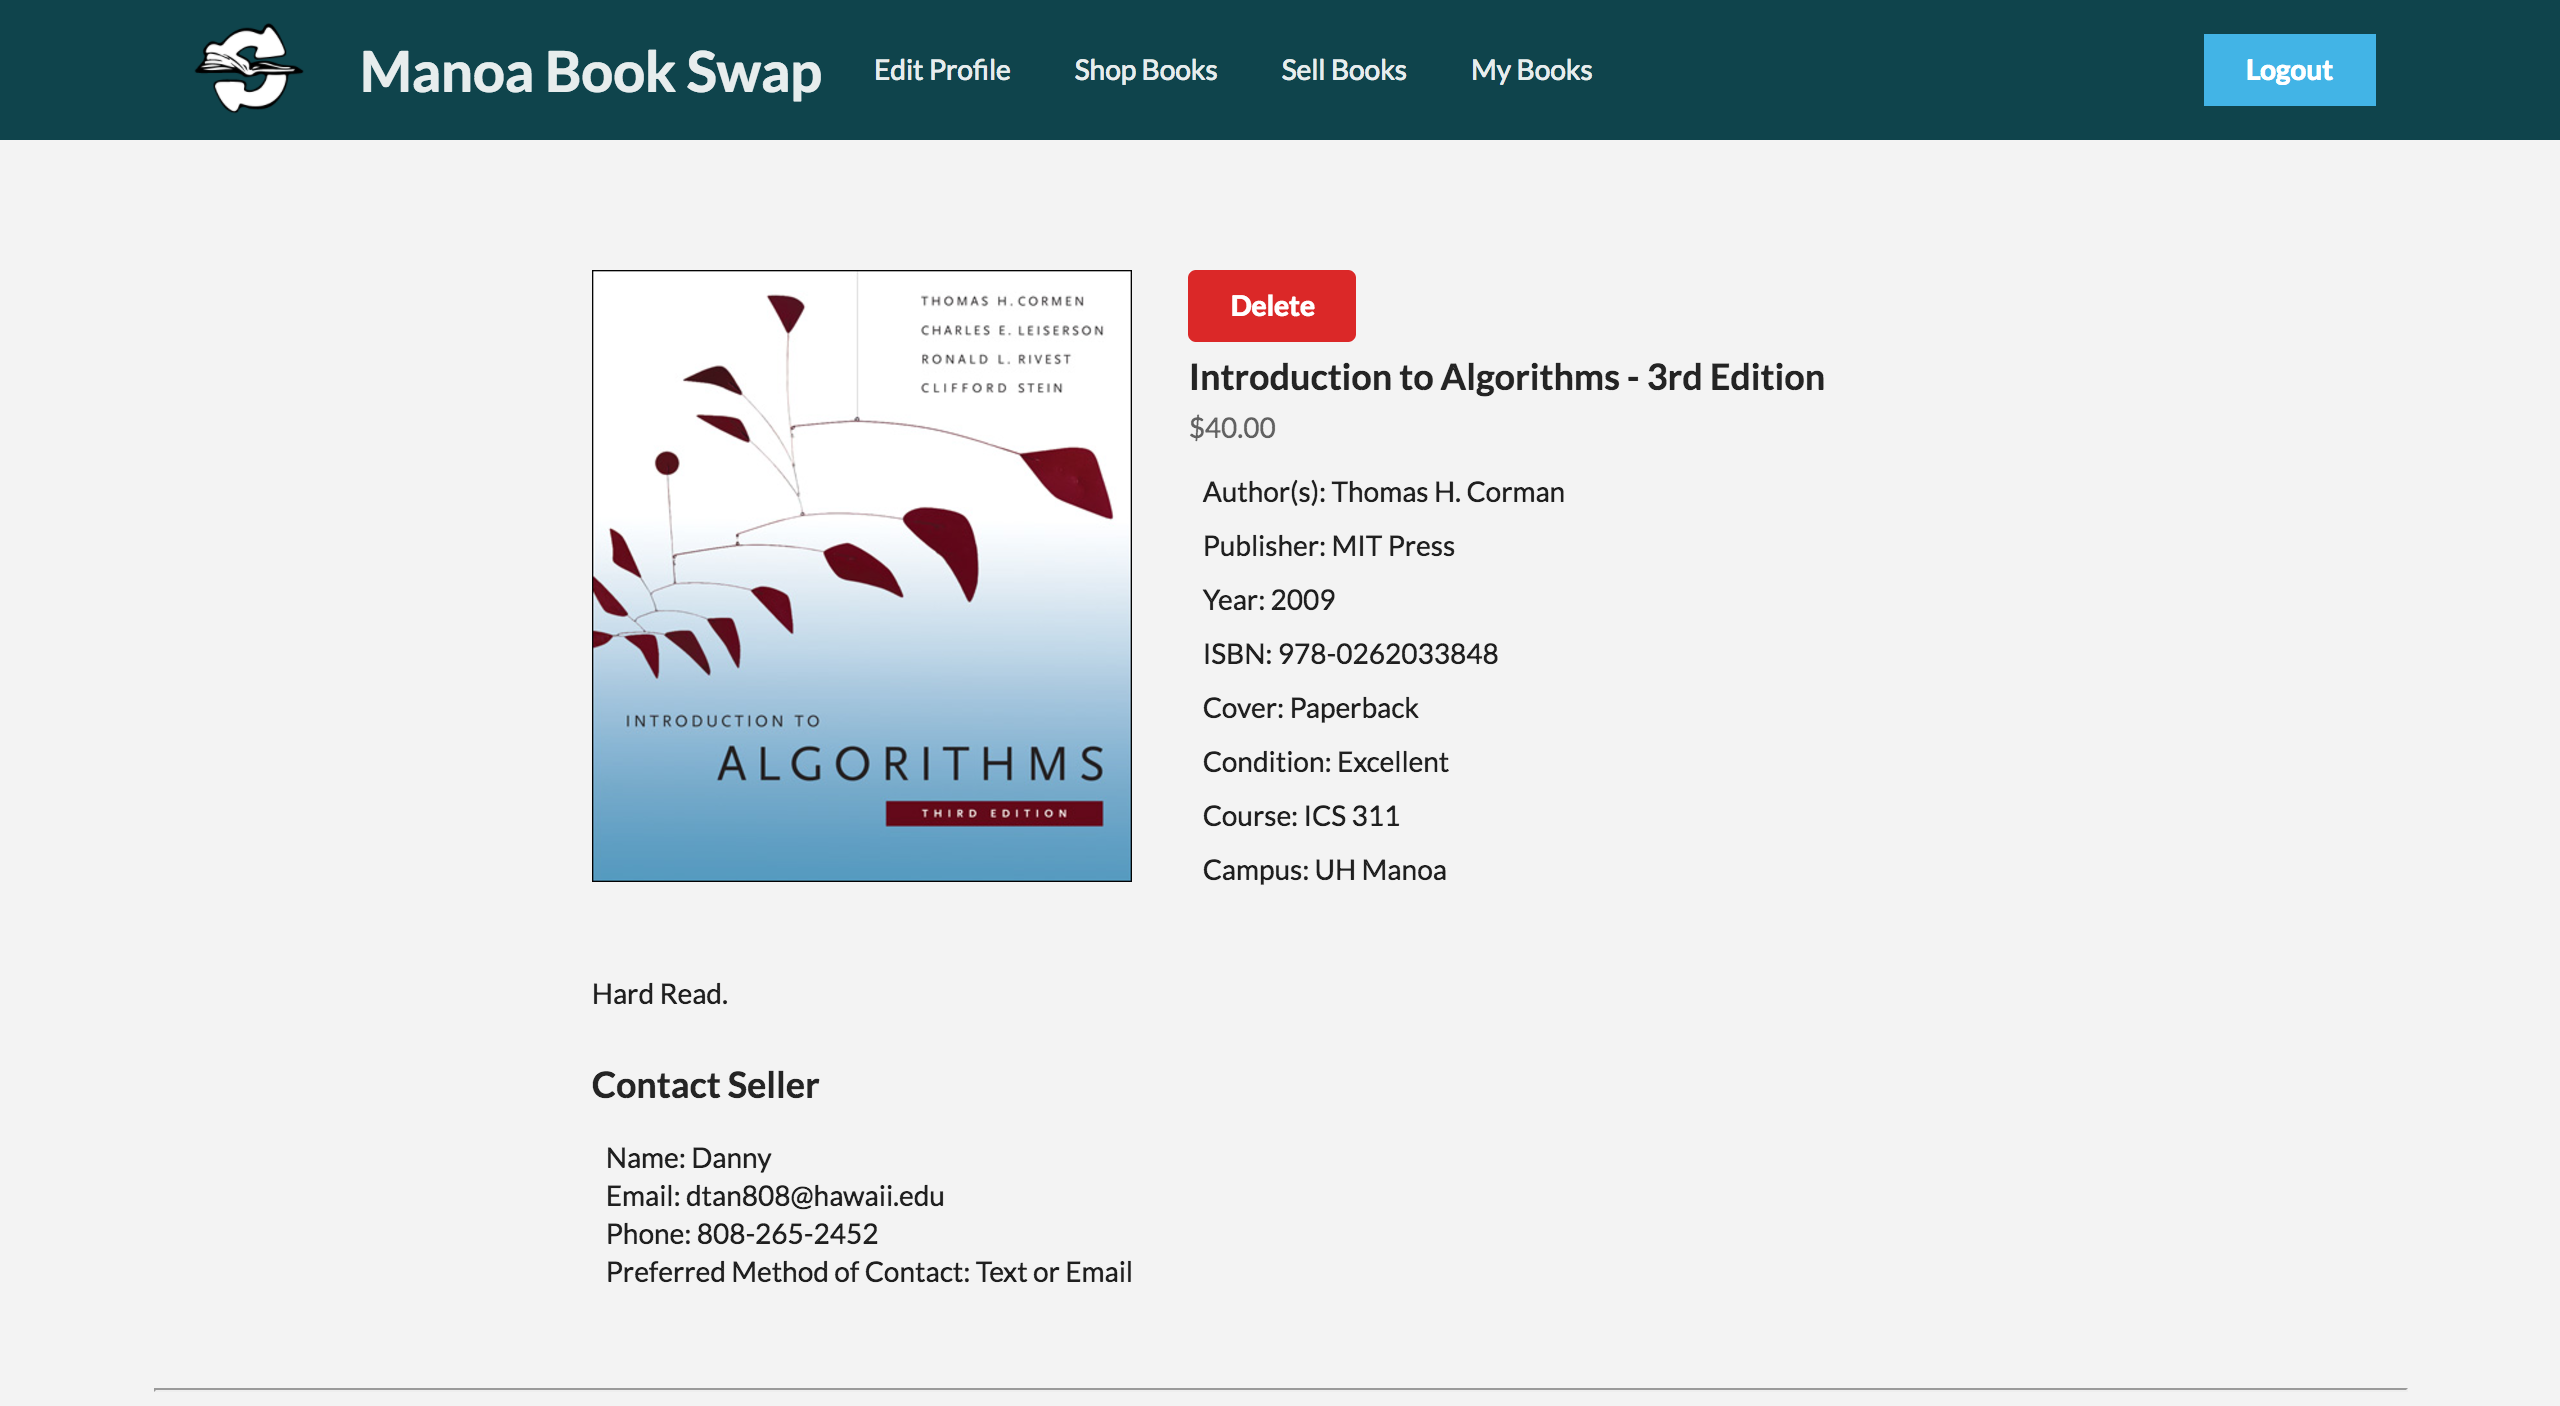 Manoa Book Swap
Edit Profile
Shop Books
Sell Books
My Books
Logout
THOMAS H. CORMEN
CHARLES E. LEISERSON
RONALD L. RIVEST
CLIFFORD STEIN
INTRODUCTION TO
ALGORITHMS
THIRD EDITION
Delete
Introduction to Algorithms - 3rd Edition
$40.00
Author(s): Thomas H. Corman
Publisher: MIT Press
Year: 2009
ISBN: 978-0262033848
Cover: Paperback
Condition: Excellent
Course: ICS 311
Campus: UH Manoa
Hard Read.
Contact Seller
Name: Danny
Email: dtan808@hawaii.edu
Phone: 808-265-2452
Preferred Method of Contact: Text or Email